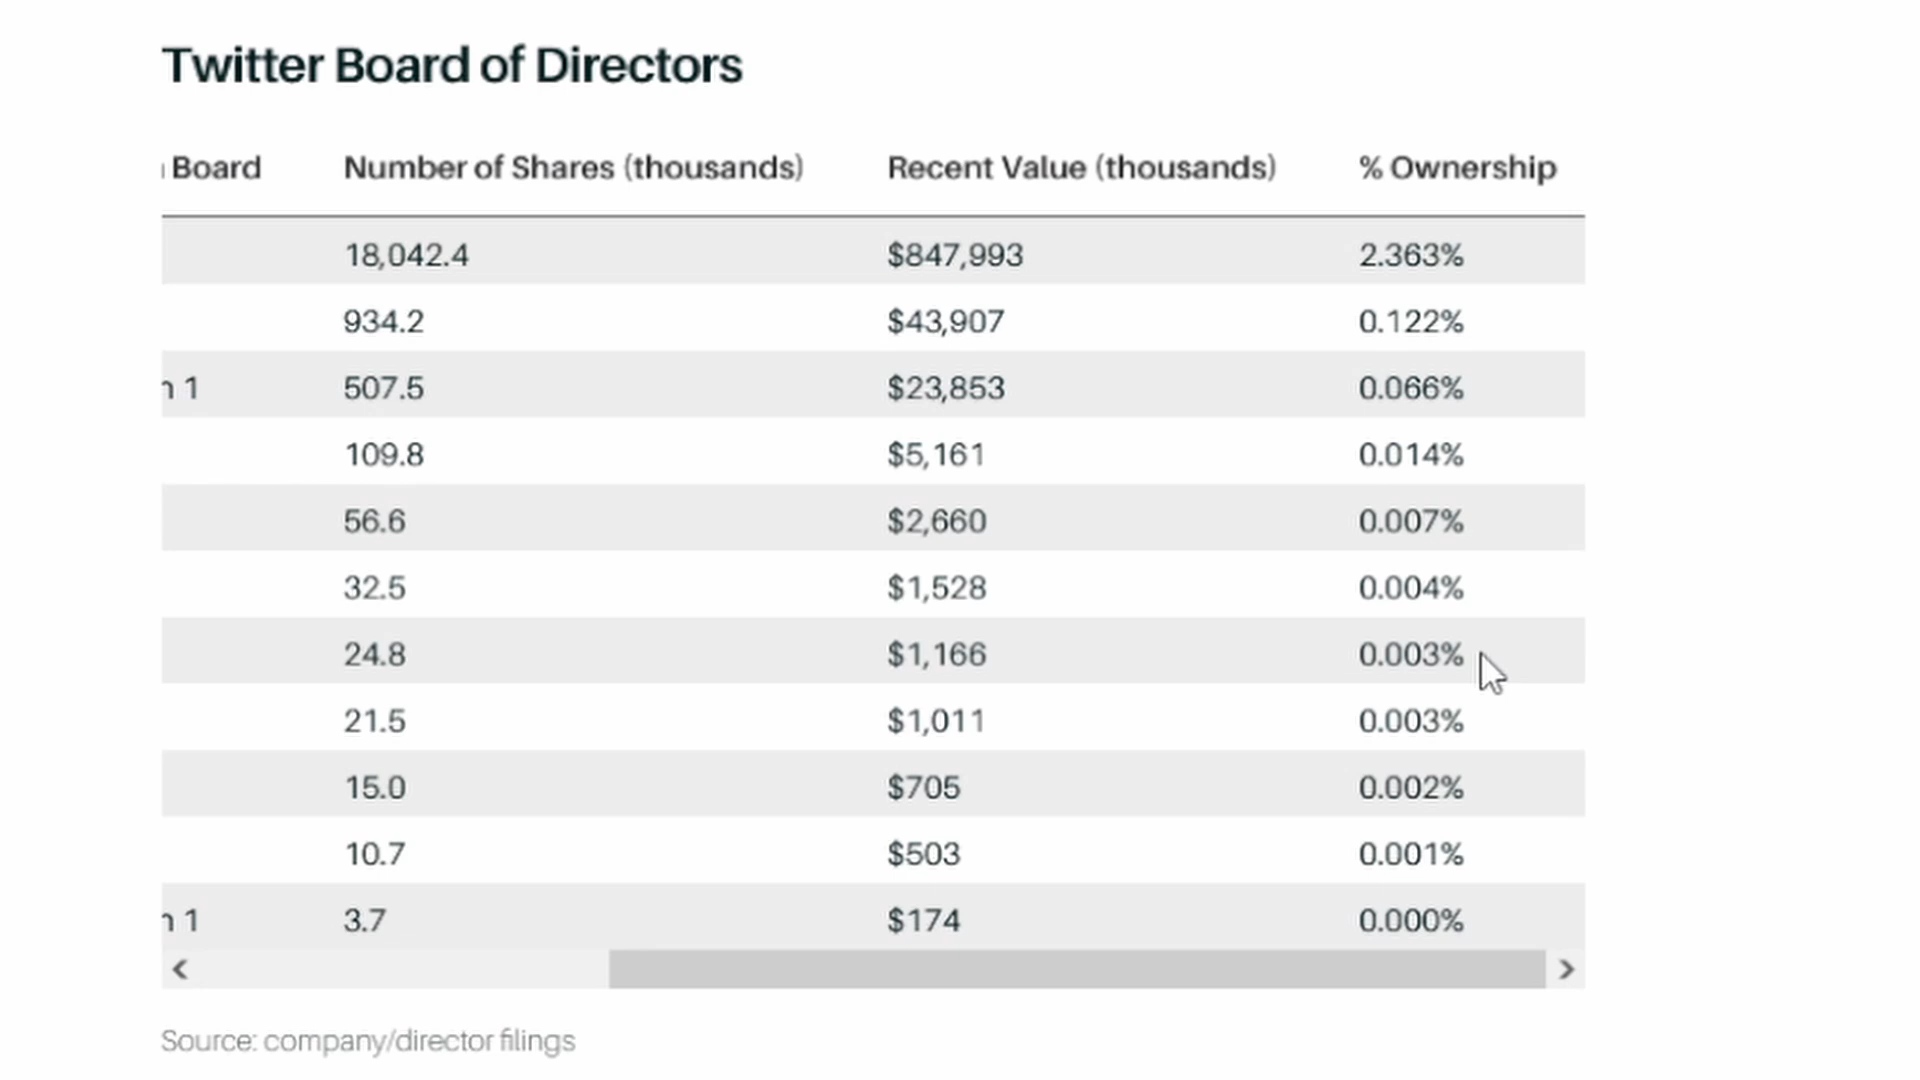 Twitter Board of Directors
Board Number of Shares (thousands) Recent Value (thousands) % Ownership
18,042.4 $847,993 2.363%
934.2 $43,907 0.122%
1 507.5 $23,853 0.066%
109.8 $5,161 0.014%
56.6 $2,660 0.007%
32.5 $1,528 0.004%
24.8 $1,166 0.003%
21.5 $1,011 0.003%
15.0 $705 0.002%
10.7 $503 0.001%
1 3.7 $174 0.000%
Source: company/director filings